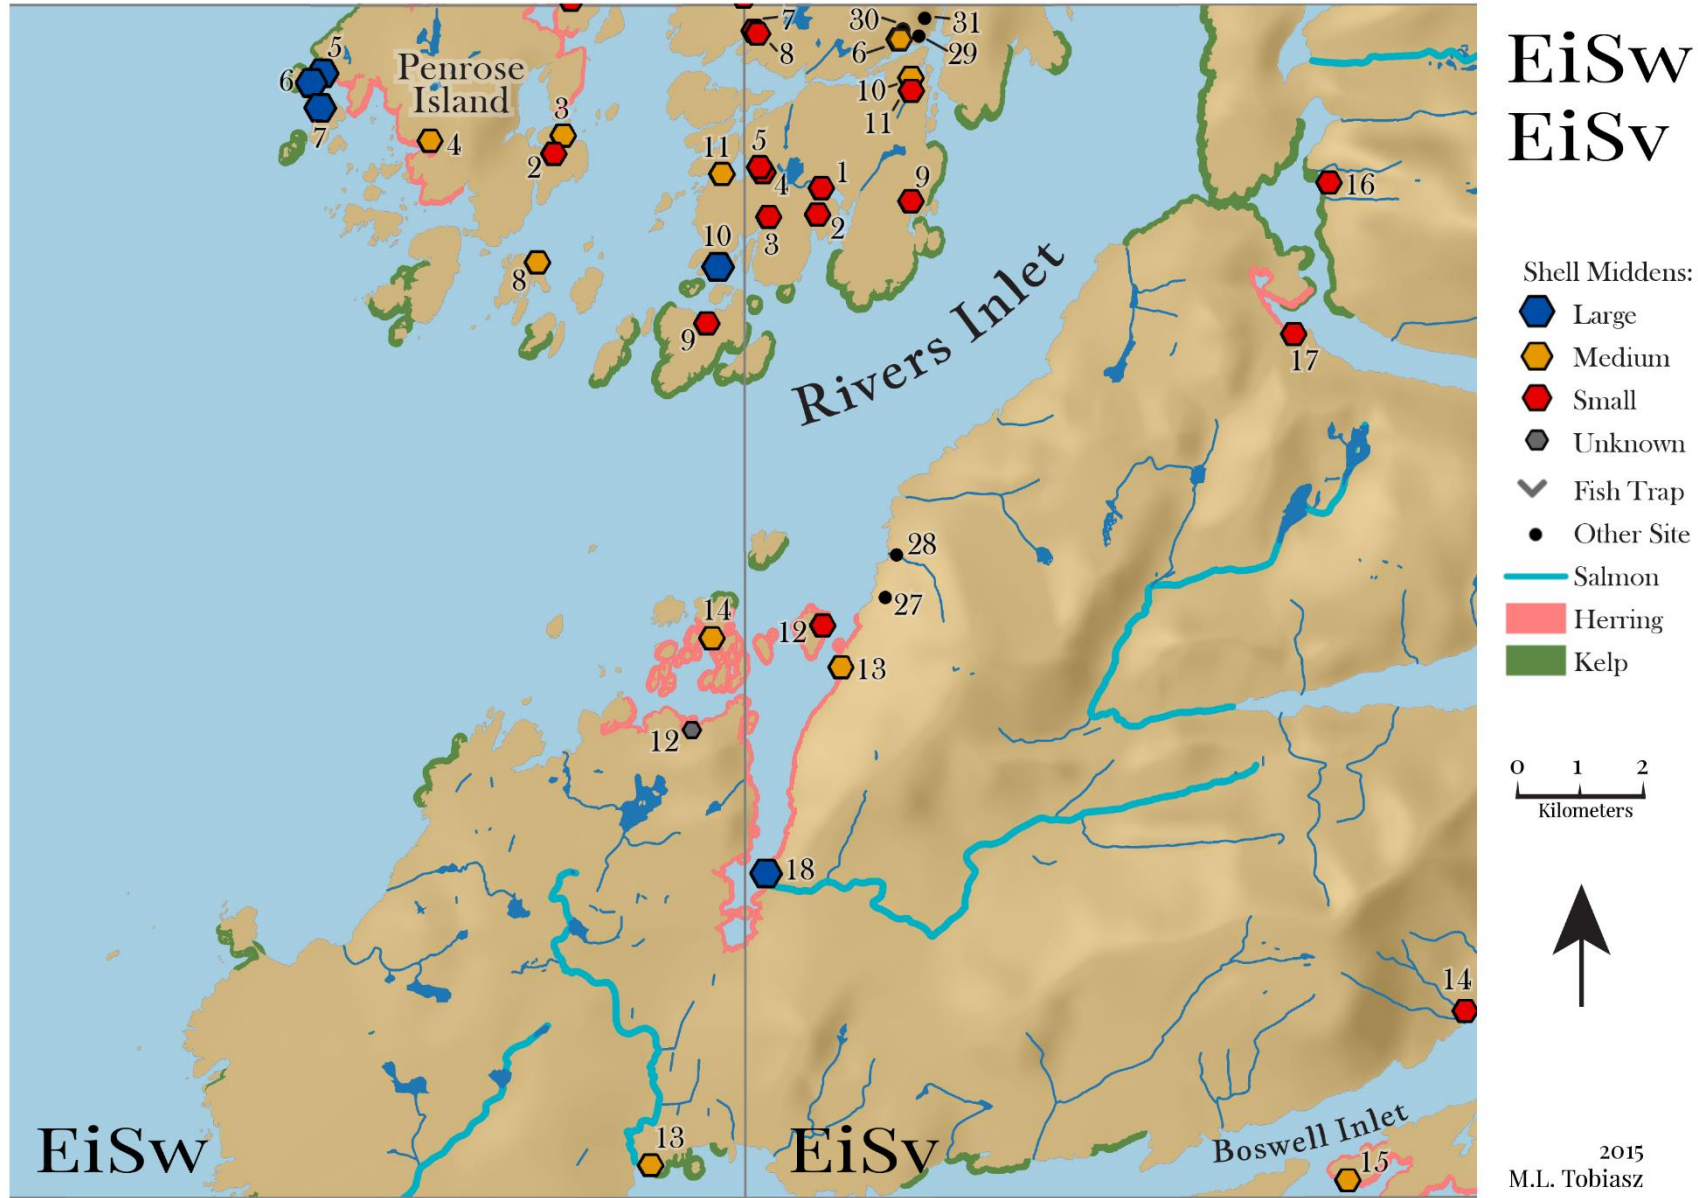 EiSw
EiSv
Shell Middens:
Large
Medium
Small
Unknown
Fish Trap
Other Site
Salmon
Herring
Kelp
0 1 2
Kilometers
2015
M.L. Tobiasz
Penrose
Island
5
6
7
4
3
2
8
7
8
30
31
6
29
10
11
11
5
4
1
2
3
9
10
9
16
17
Rivers Inlet
28
27
14
12
13
12
18
14
13
15
Boswell Inlet
EiSw
EiSv